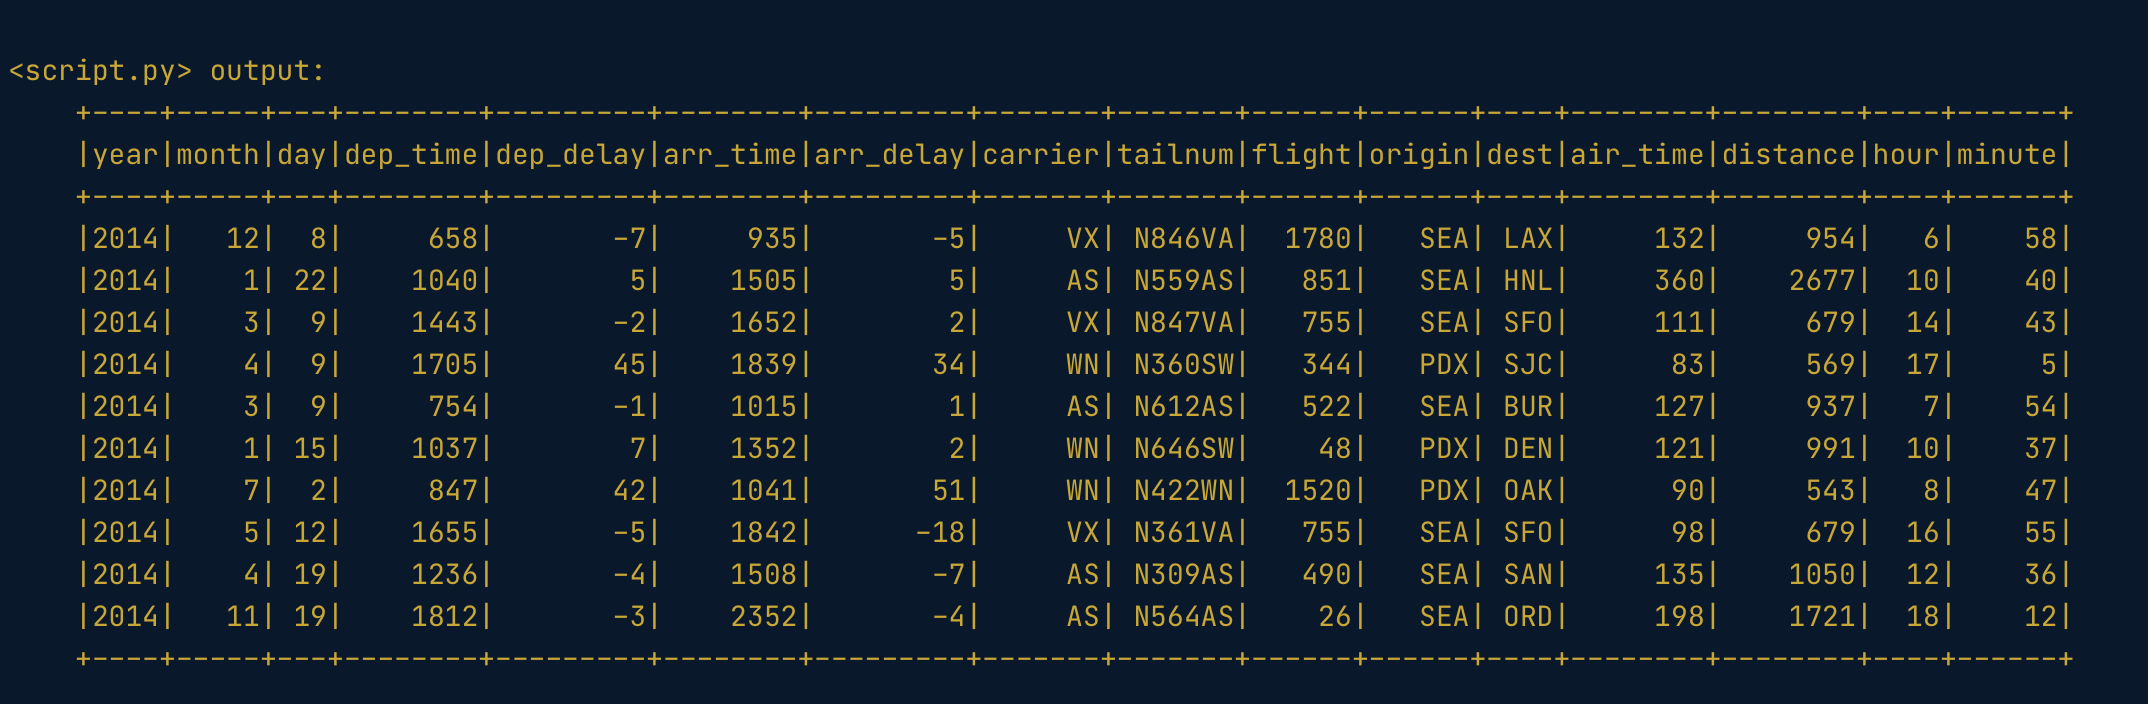 <script.py> output:
    +----+-----+---+--------+---------+--------+---------+-------+-------+------+------+----+--------+--------+----+------+
    |year|month|day|dep_time|dep_delay|arr_time|arr_delay|carrier|tailnum|flight|origin|dest|air_time|distance|hour|minute|
    +----+-----+---+--------+---------+--------+---------+-------+-------+------+------+----+--------+--------+----+------+
    |2014|   12|  8|     658|       -7|     935|       -5|     VX| N846VA|  1780|   SEA| LAX|     132|     954|   6|    58|
    |2014|    1| 22|    1040|        5|    1505|        5|     AS| N559AS|   851|   SEA| HNL|     360|    2677|  10|    40|
    |2014|    3|  9|    1443|       -2|    1652|        2|     VX| N847VA|   755|   SEA| SFO|     111|     679|  14|    43|
    |2014|    4|  9|    1705|       45|    1839|       34|     WN| N360SW|   344|   PDX| SJC|      83|     569|  17|     5|
    |2014|    3|  9|     754|       -1|    1015|        1|     AS| N612AS|   522|   SEA| BUR|     127|     937|   7|    54|
    |2014|    1| 15|    1037|        7|    1352|        2|     WN| N646SW|    48|   PDX| DEN|     121|     991|  10|    37|
    |2014|    7|  2|     847|       42|    1041|       51|     WN| N422WN|  1520|   PDX| OAK|      90|     543|   8|    47|
    |2014|    5| 12|    1655|       -5|    1842|      -18|     VX| N361VA|   755|   SEA| SFO|      98|     679|  16|    55|
    |2014|    4| 19|    1236|       -4|    1508|       -7|     AS| N309AS|   490|   SEA| SAN|     135|    1050|  12|    36|
    |2014|   11| 19|    1812|       -3|    2352|       -4|     AS| N564AS|    26|   SEA| ORD|     198|    1721|  18|    12|
    +----+-----+---+--------+---------+--------+---------+-------+-------+------+------+----+--------+--------+----+------+